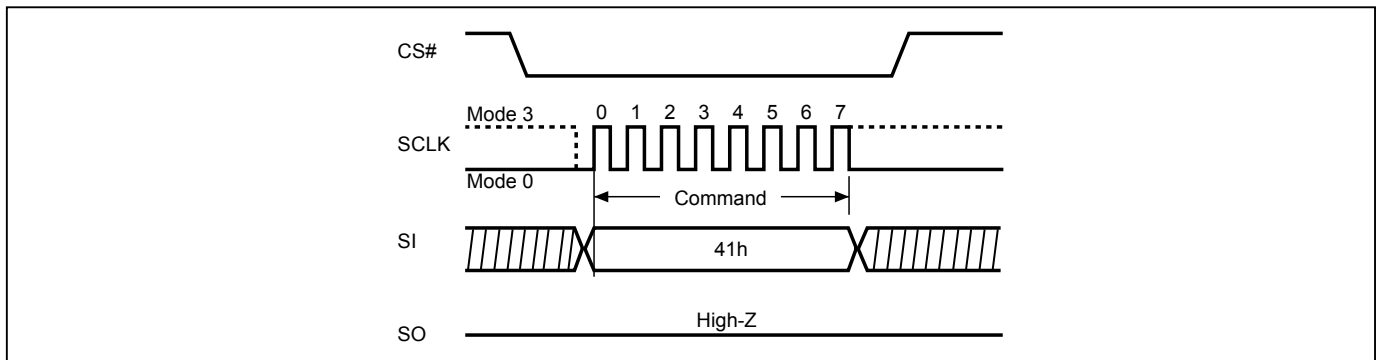 CS#
Mode 3
0 1 2 3 4 5 6 7
SCLK
Mode 0
Command
SI
41h
High-Z
SO